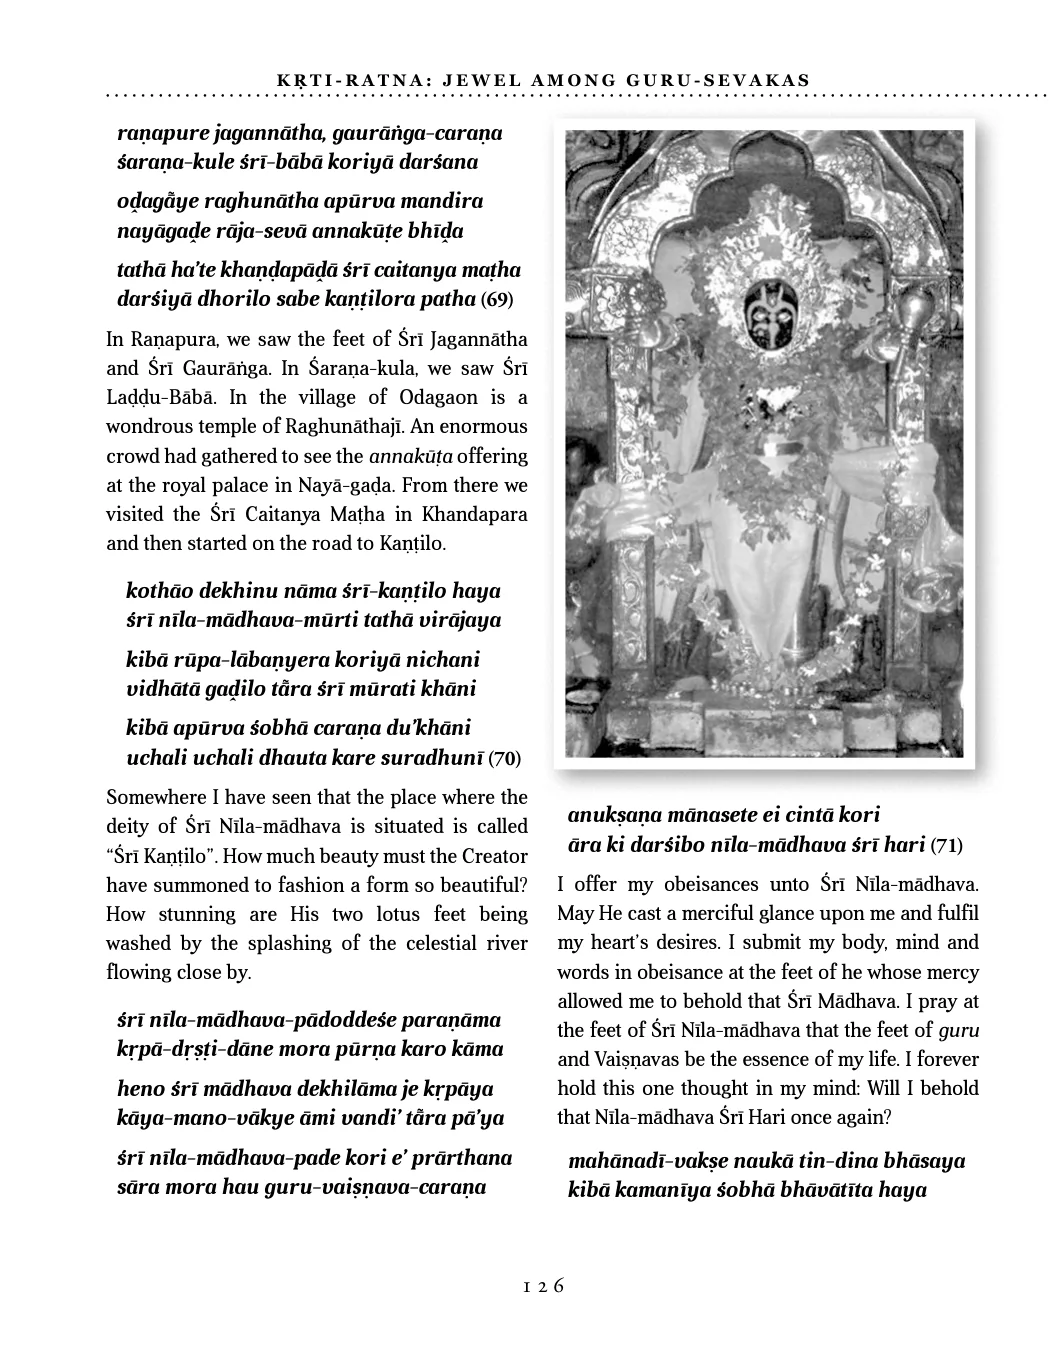 KṚTI-RATNA: JEWEL AMONG GURU-SEVAKAS
raṇapure jagannātha, gaurāṅga-caraṇa
śaraṇa-kule śrī-bābā koriyā darśana
oḓagā̃ye raghunātha apūrva mandira
nayāgaḓe rāja-sevā annakūṭe bhīḓa
tathā ha’te khaṇḍapāḓā śrī caitanya maṭha
darśiyā dhorilo sabe kaṇṭilora patha (69)
In Raṇapura, we saw the feet of Śrī Jagannātha
and Śrī Gaurāṅga. In Śaraṇa-kula, we saw Śrī
Laḍḍu-Bābā. In the village of Odagaon is a
wondrous temple of Raghunāthajī. An enormous
crowd had gathered to see the annakūṭa offering
at the royal palace in Nayā-gaḍa. From there we
visited the Śrī Caitanya Maṭha in Khandapara
and then started on the road to Kaṇṭilo.
kothāo dekhinu nāma śrī-kaṇṭilo haya
śrī nīla-mādhava-mūrti tathā virājaya
kibā rūpa-lābaṇyera koriyā nichani
vidhātā gaḓilo tā̃ra śrī mūrati khāni
kibā apūrva śobhā caraṇa du’khāni
uchali uchali dhauta kare suradhunī (70)
Somewhere I have seen that the place where the
deity of Śrī Nīla-mādhava is situated is called
“Śrī Kaṇṭilo”. How much beauty must the Creator
have summoned to fashion a form so beautiful?
How stunning are His two lotus feet being
washed by the splashing of the celestial river
flowing close by.
śrī nīla-mādhava-pādoddeśe paraṇāma
kṛpā-dṛṣṭi-dāne mora pūrṇa karo kāma
heno śrī mādhava dekhilāma je kṛpāya
kāya-mano-vākye āmi vandi’ tā̃ra pā’ya
śrī nīla-mādhava-pade kori e’ prārthana
sāra mora hau guru-vaiṣṇava-caraṇa
anukṣaṇa mānasete ei cintā kori
āra ki darśibo nīla-mādhava śrī hari (71)
I offer my obeisances unto Śrī Nīla-mādhava.
May He cast a merciful glance upon me and fulfil
my heart’s desires. I submit my body, mind and
words in obeisance at the feet of he whose mercy
allowed me to behold that Śrī Mādhava. I pray at
the feet of Śrī Nīla-mādhava that the feet of guru
and Vaiṣṇavas be the essence of my life. I forever
hold this one thought in my mind: Will I behold
that Nīla-mādhava Śrī Hari once again?
mahānadī-vakṣe naukā tin-dina bhāsaya
kibā kamanīya śobhā bhāvātīta haya
126